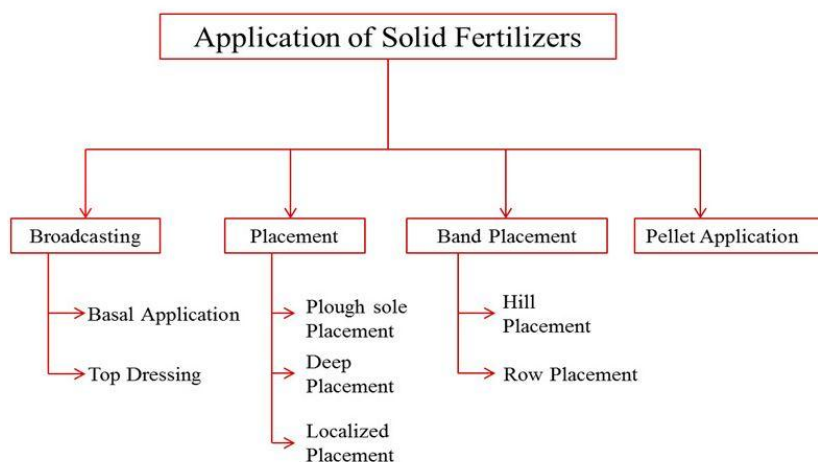 Application of Solid Fertilizers
Broadcasting
Placement
Band Placement
Pellet Application
Basal Application
Top Dressing
Plough sole
Placement
Deep
Placement
Localized
Placement
Hill
Placement
Row Placement